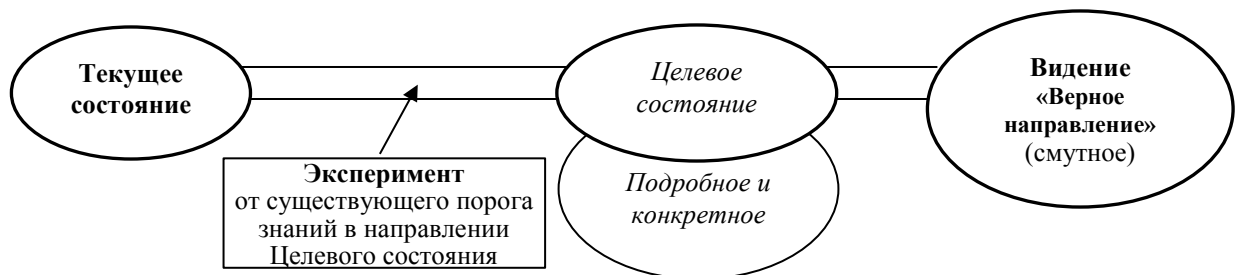 Текущее
состояние
Целевое
состояние
Видение
«Верное
направление»
(смутное)
Эксперимент
от существующего порога
знаний в направлении
Целевого состояния
Подробное и
конкретное